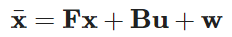 x̄ = Fx + Bu + w